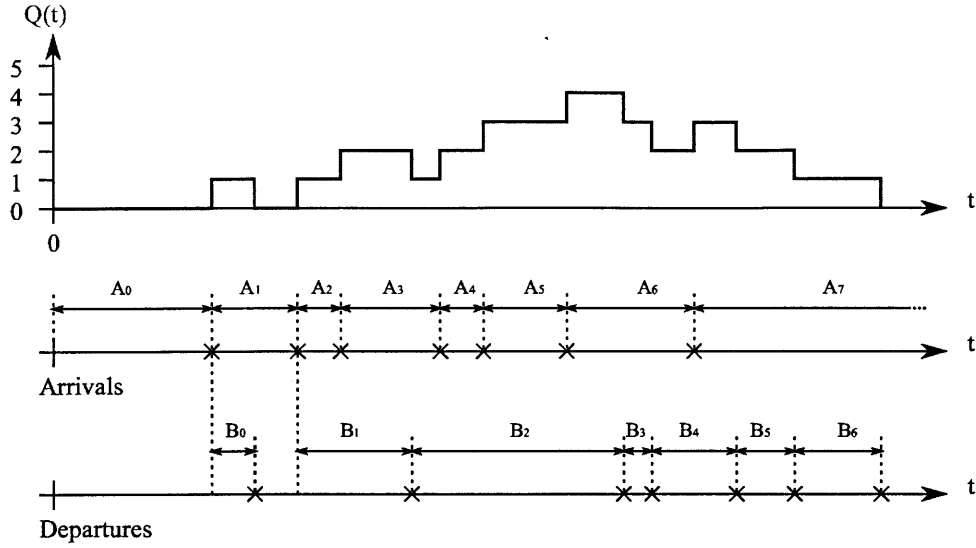 Q(t)
5
4
3
2
1
0
t
0
A0 A1 A2 A3 A4 A5 A6 A7
t
Arrivals
B0 B1 B2 B3 B4 B5 B6
t
Departures